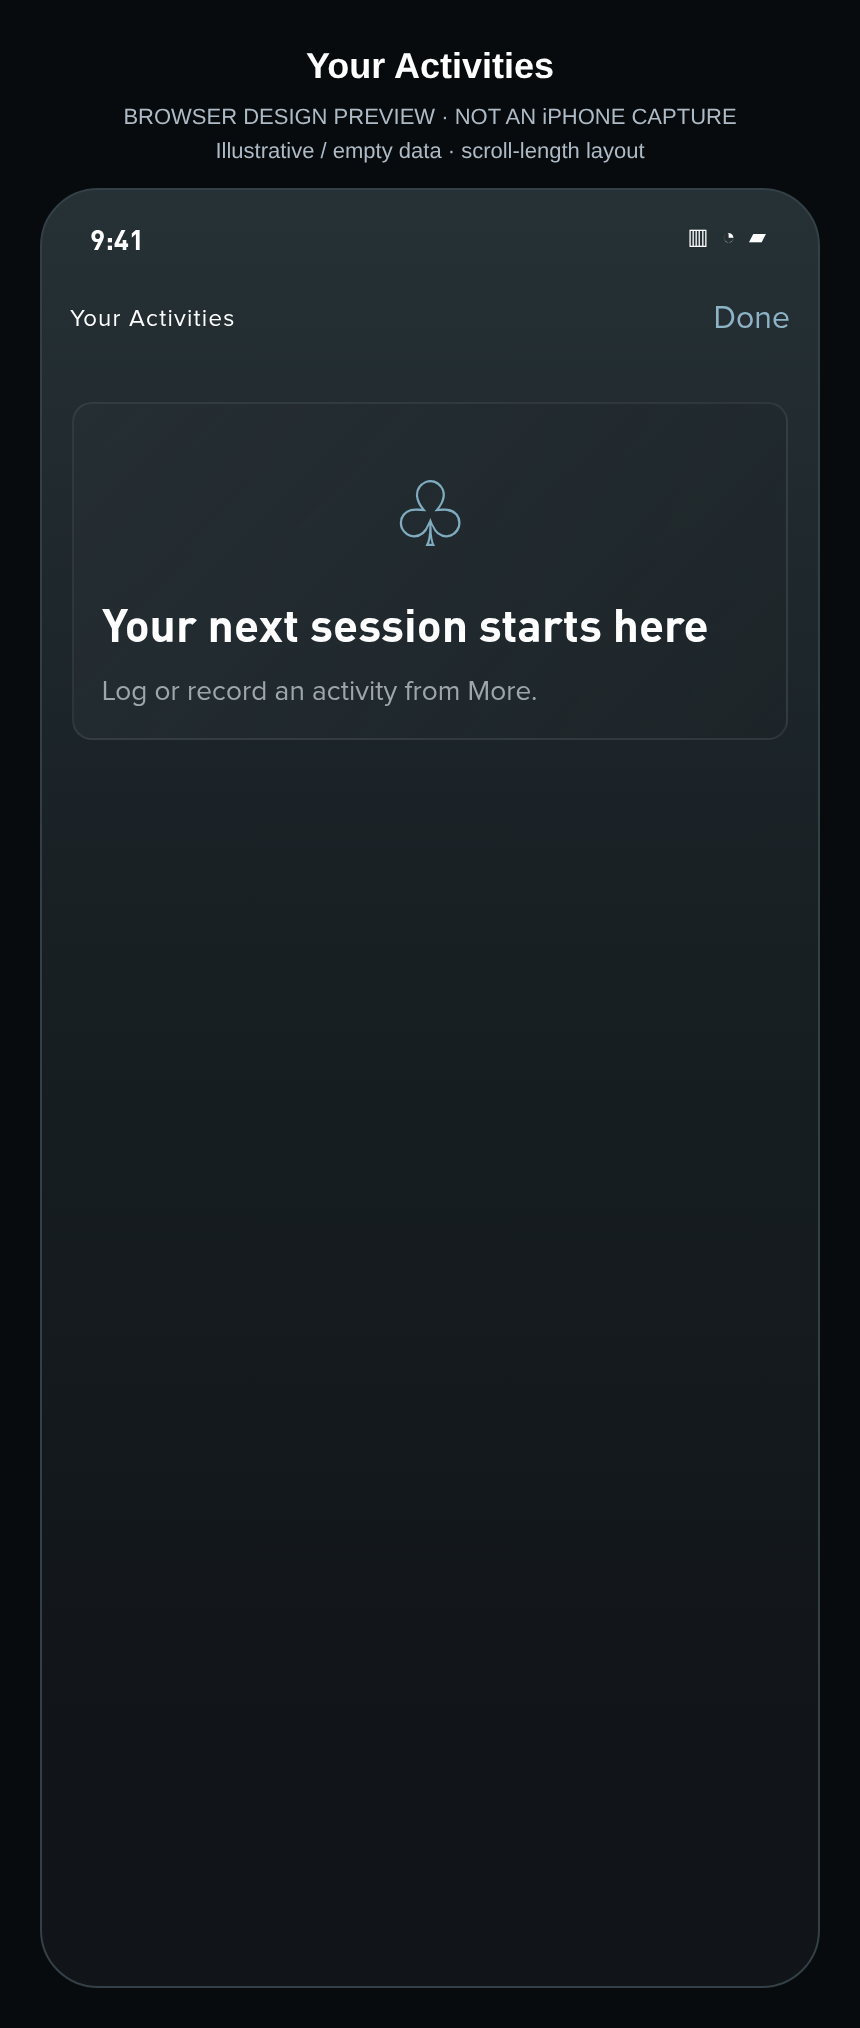 Your Activities
BROWSER DESIGN PREVIEW · NOT AN iPHONE CAPTURE
Illustrative / empty data · scroll-length layout
9:41
Your Activities
Done
Your next session starts here
Log or record an activity from More.